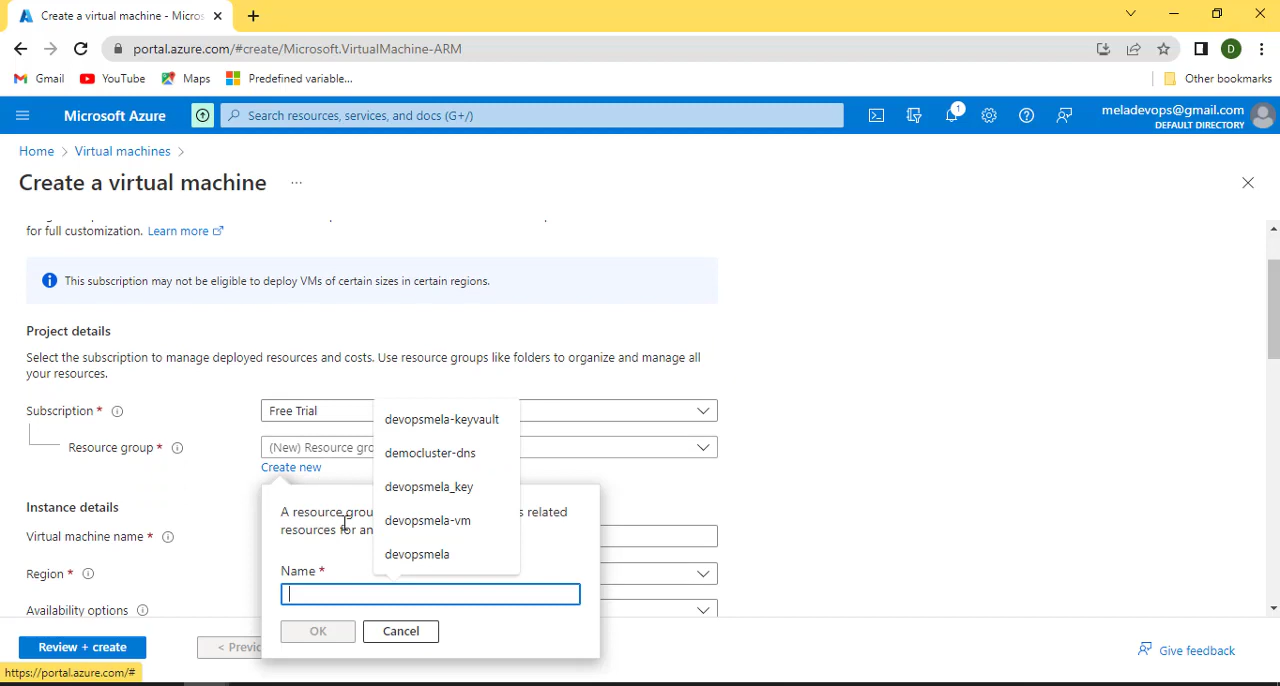 Create a virtual machine - Micros
portal.azure.com/#create/Microsoft.VirtualMachine-ARM
D
Gmail
YouTube
Maps
Predefined variable...
Other bookmarks
Microsoft Azure
Search resources, services, and docs (G+/)
1
meladevops@gmail.com
DEFAULT DIRECTORY
Home > Virtual machines >
Create a virtual machine ...
for full customization. Learn more
This subscription may not be eligible to deploy VMs of certain sizes in certain regions.
Project details
Select the subscription to manage deployed resources and costs. Use resource groups like folders to organize and manage all
your resources.
Subscription *
Free Trial
Resource group *
(New) Resource gro
Create new
devopsmela-keyvault
democluster-dns
devopsmela_key
devopsmela-vm
devopsmela
A resource grou s related
resources for an
Name *
OK
Cancel
Instance details
Virtual machine name *
Region *
Availability options
Review + create
< Previo
Give feedback
https://portal.azure.com/#